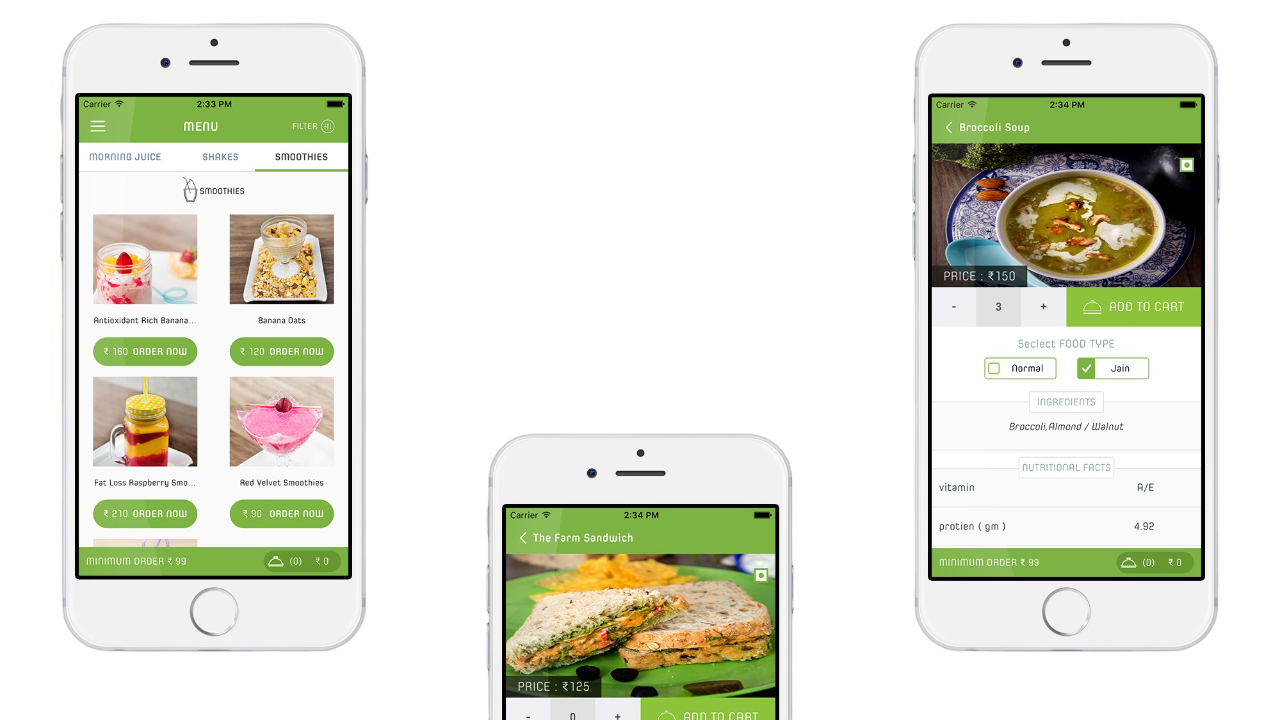 Carrier 2:33 PM
MENU FILTER
MORNING JUICE SHAKES SMOOTHIES
SMOOTHIES
Antioxidant Rich Banana... Banana Oats
₹ 160 ORDER NOW ₹ 120 ORDER NOW
Fat Loss Raspberry Smo... Red Velvet Smoothies
₹ 210 ORDER NOW ₹ 90 ORDER NOW
MINIMUM ORDER ₹ 99 (0) ₹ 0
Carrier 2:34 PM
The Farm Sandwich
PRICE : ₹125
- 0 + ADD TO CART
Carrier 2:34 PM
Broccoli Soup
PRICE : ₹150
- 3 + ADD TO CART
Seclect FOOD TYPE
Normal Jain
INGREDIENTS
Broccoli,Almond / Walnut
NUTRITIONAL FACTS
vitamin A/E
protien ( gm ) 4.92
MINIMUM ORDER ₹ 99 (0) ₹ 0